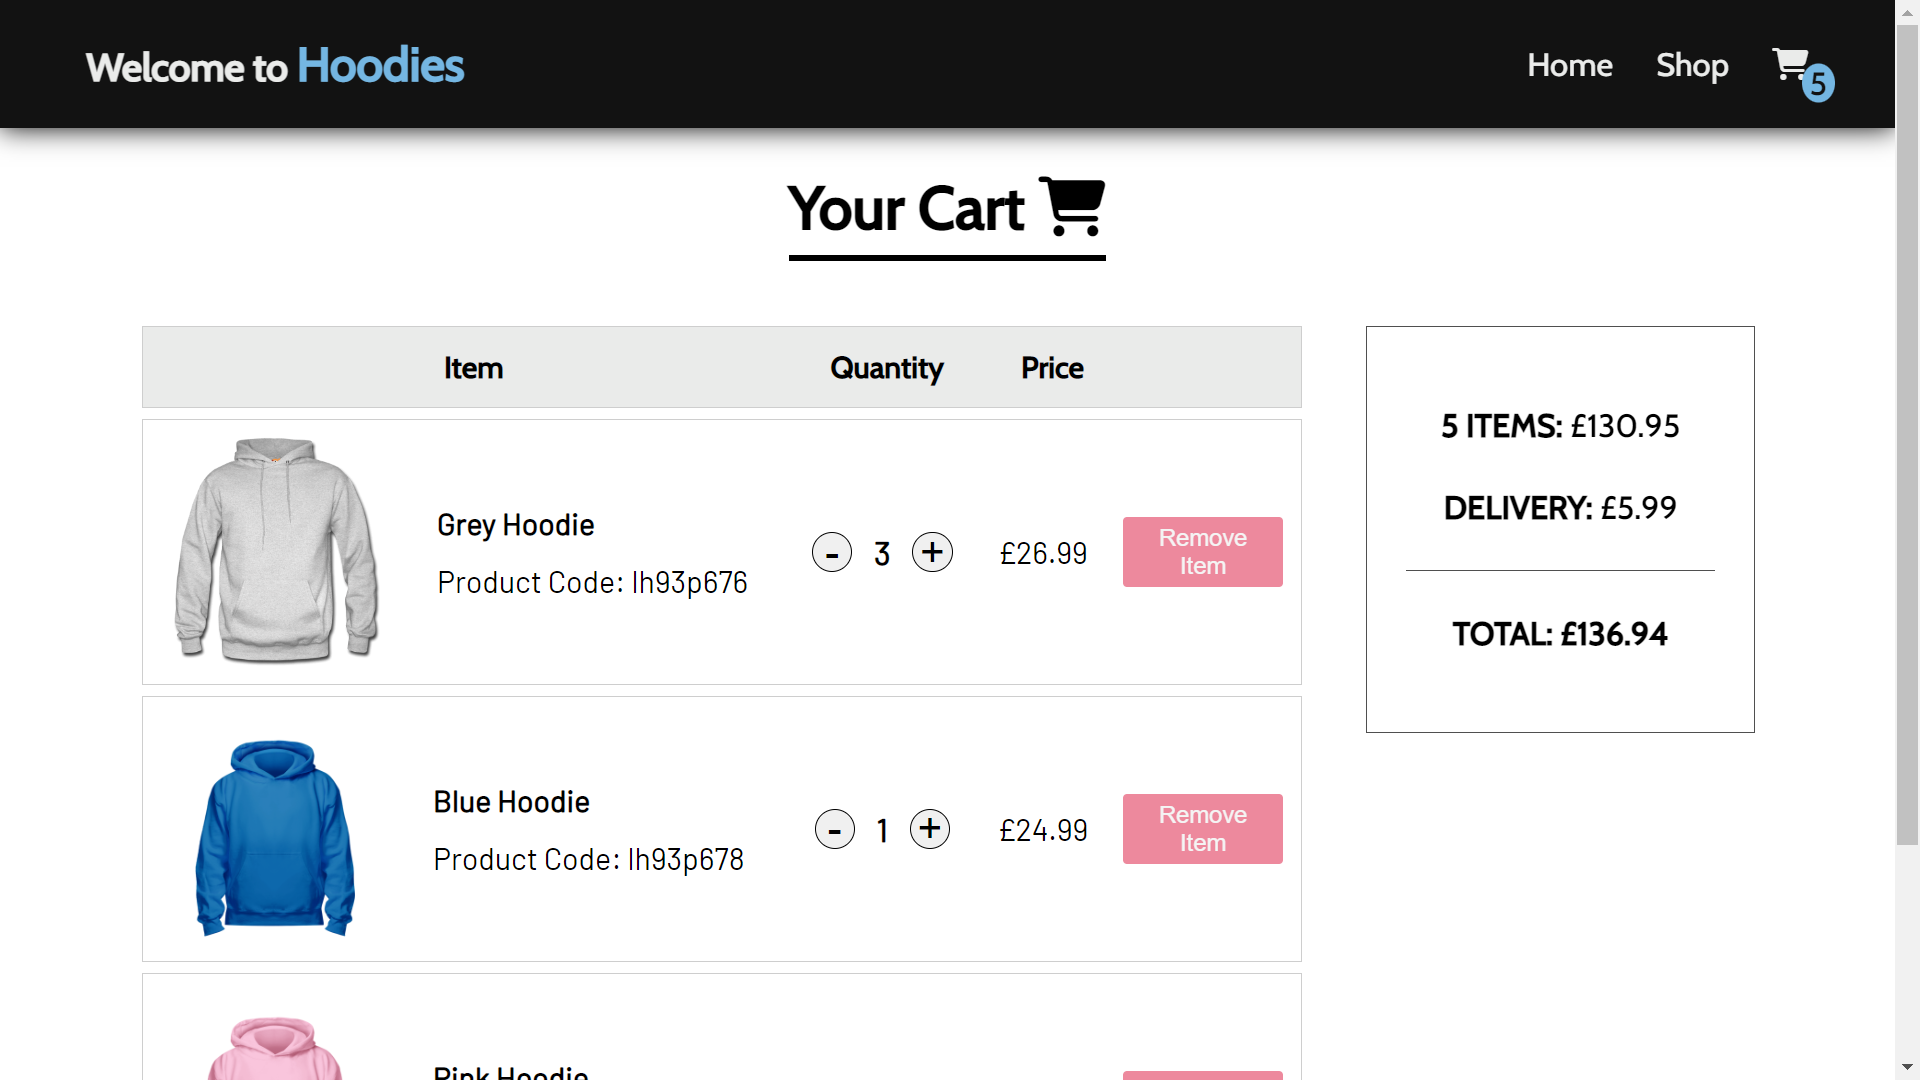 Welcome to Hoodies
Home Shop 5
Your Cart
Item Quantity Price
Grey Hoodie
Product Code: lh93p676
- 3 + £26.99
Remove
Item
Blue Hoodie
Product Code: lh93p678
- 1 + £24.99
Remove
Item
Pink Hoodie
5 ITEMS: £130.95
DELIVERY: £5.99
TOTAL: £136.94